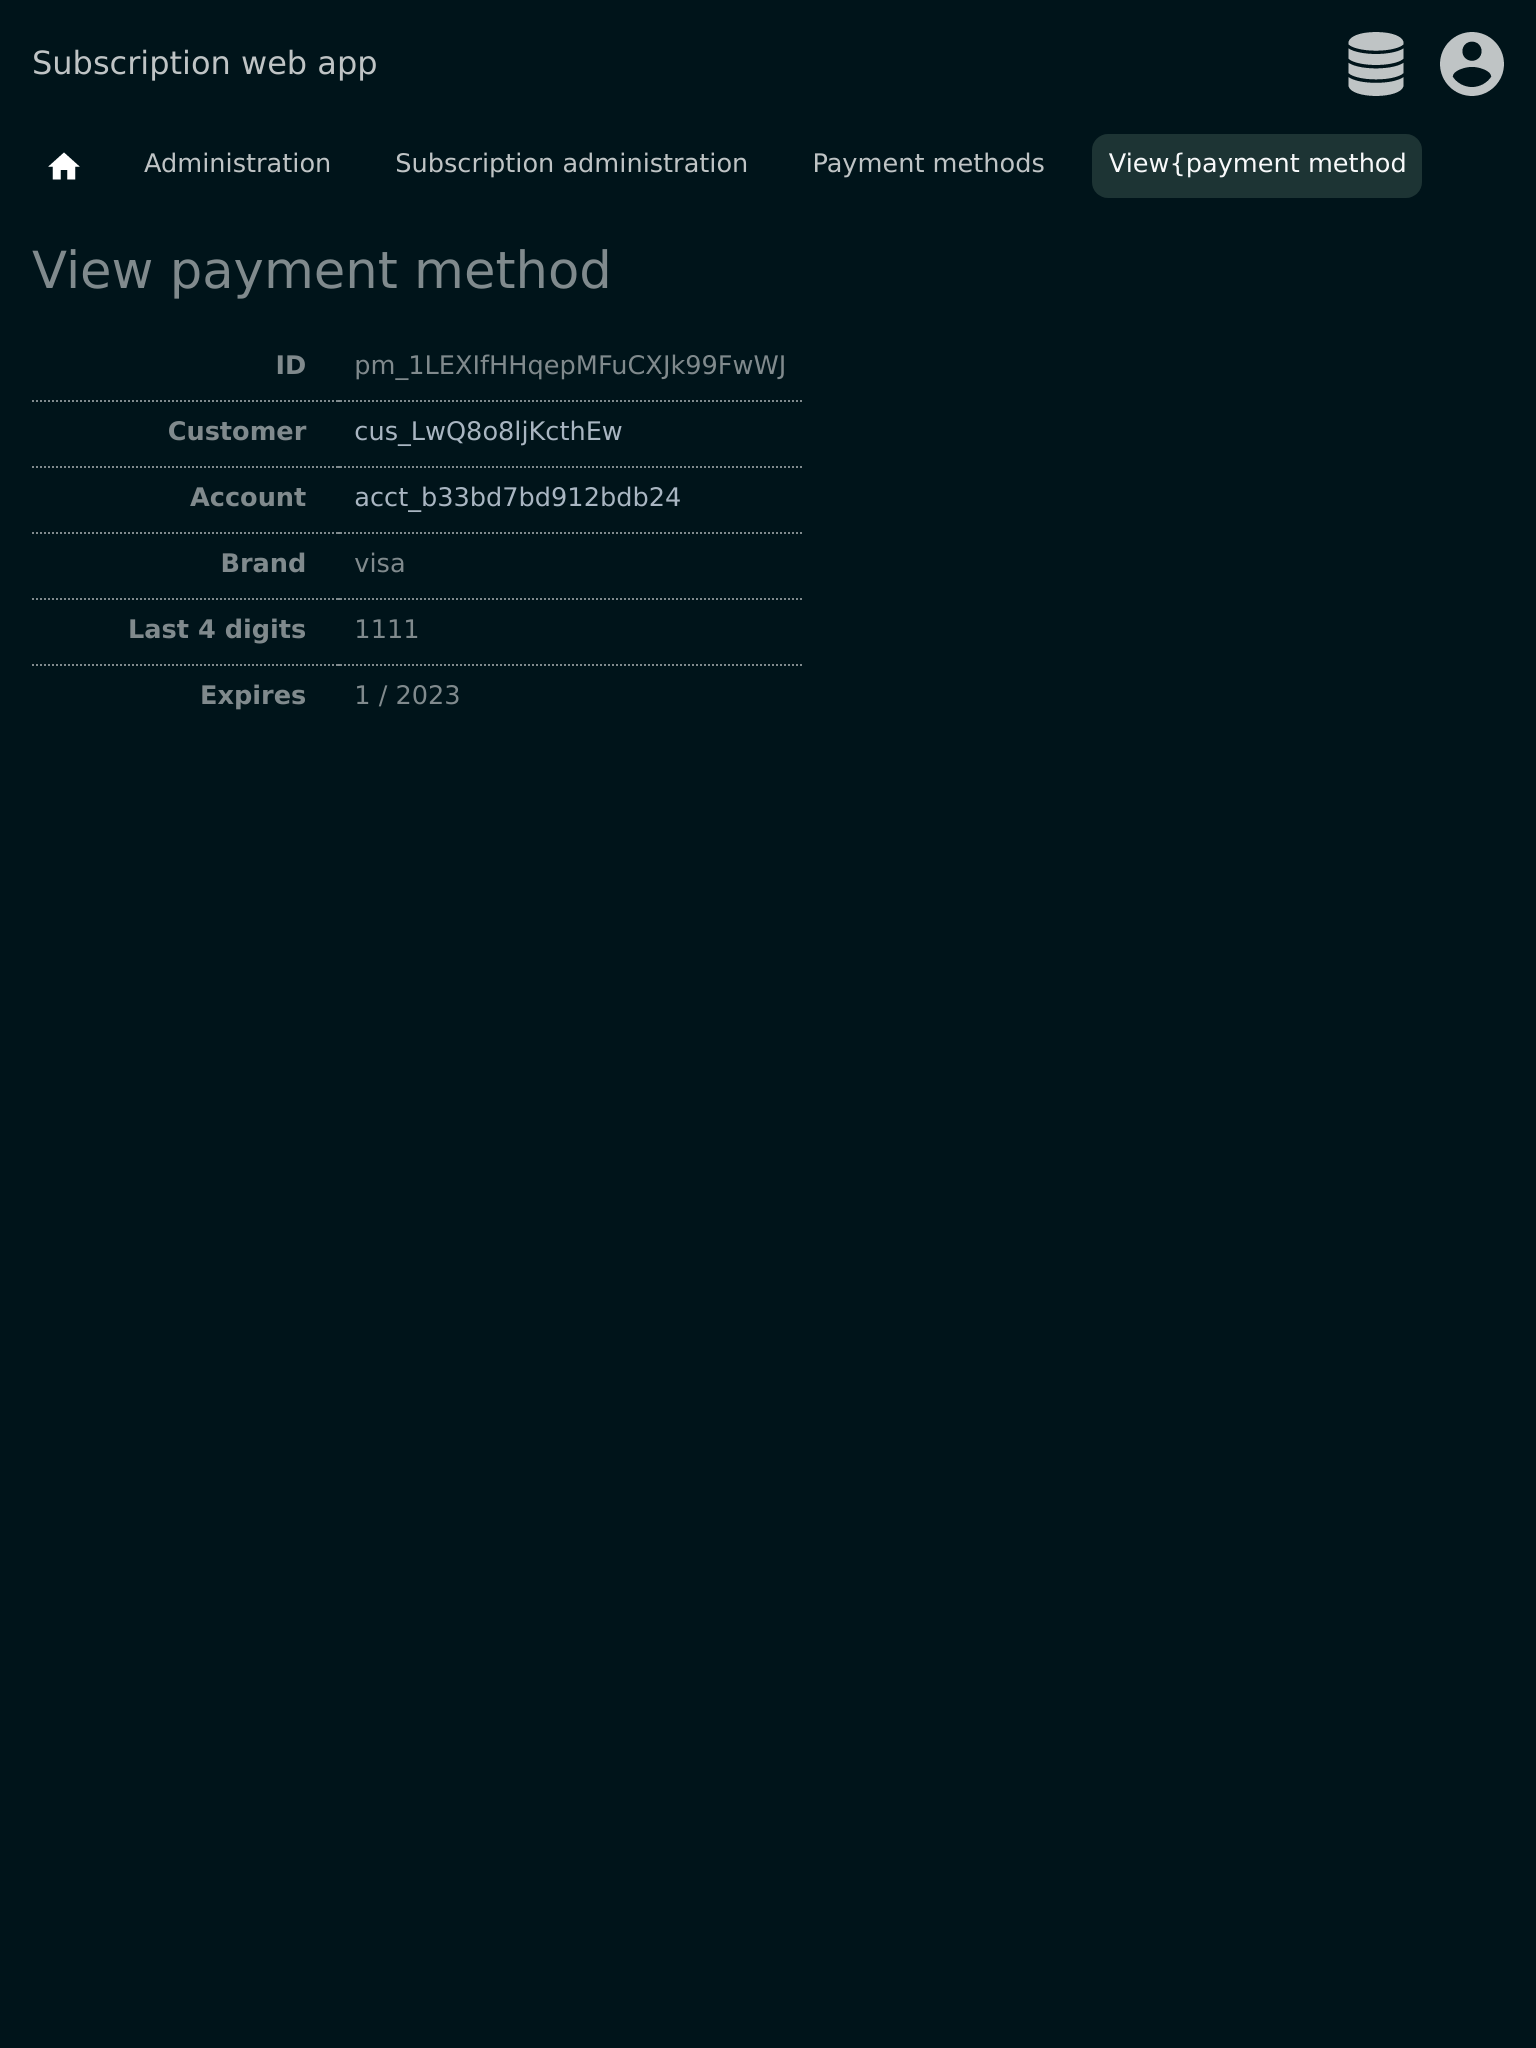 Subscription web app
Administration Subscription administration Payment methods View{payment method
View payment method
ID pm_1LEXIfHHqepMFuCXJk99FwWJ
Customer cus_LwQ8o8ljKcthEw
Account acct_b33bd7bd912bdb24
Brand visa
Last 4 digits 1111
Expires 1 / 2023